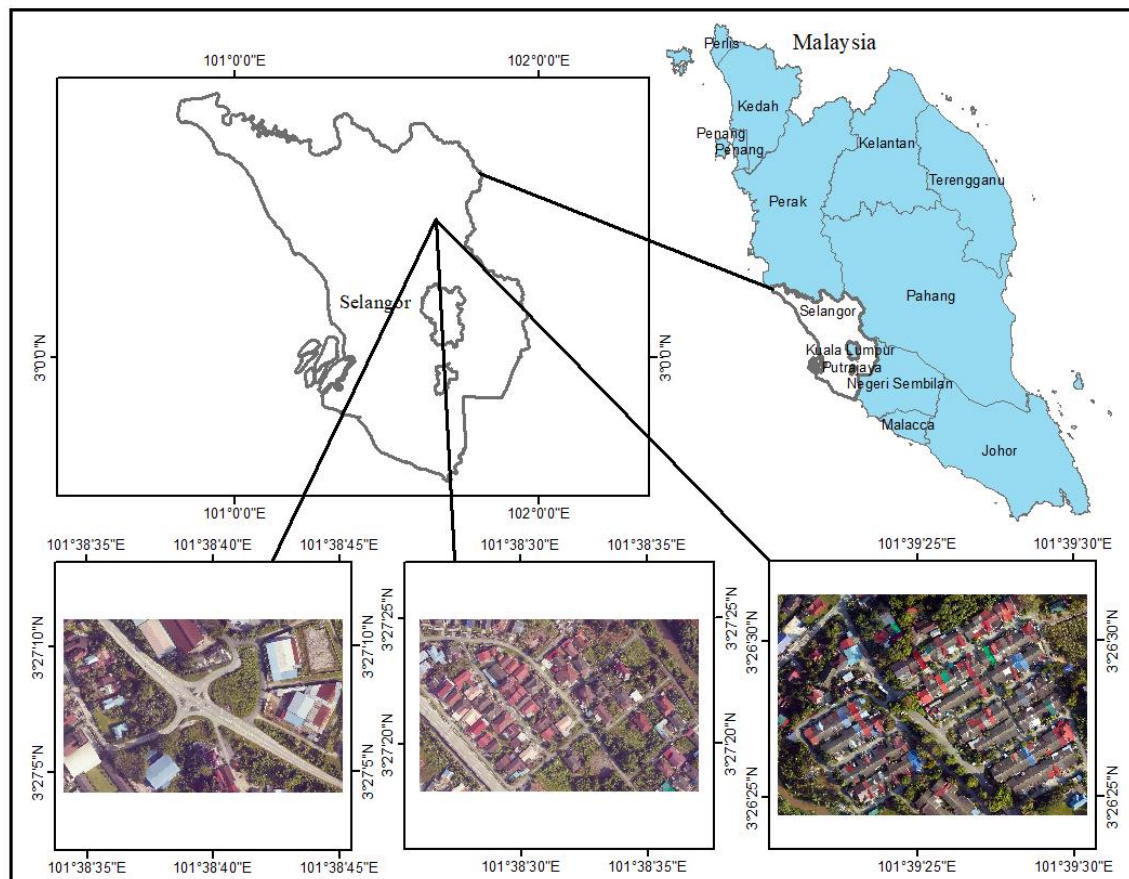 Malaysia
101°0'0"E
102°0'0"E
Perlis
Kedah
Penang
Penang
Kelantan
Terengganu
Perak
Pahang
Selangor
Kuala Lumpur
Putrajaya
Negeri Sembilan
Malacca
Johor
Selangor
3°0'0"N
3°0'0"N
101°0'0"E
102°0'0"E
101°38'35"E
101°38'40"E
101°38'45"E
3°27'10"N
3°27'5"N
3°27'10"N
3°27'5"N
101°38'35"E
101°38'40"E
101°38'45"E
101°38'30"E
101°38'35"E
3°27'25"N
3°27'20"N
3°27'25"N
3°27'20"N
101°38'30"E
101°38'35"E
101°39'25"E
101°39'30"E
3°26'30"N
3°26'25"N
3°26'30"N
3°26'25"N
101°39'25"E
101°39'30"E